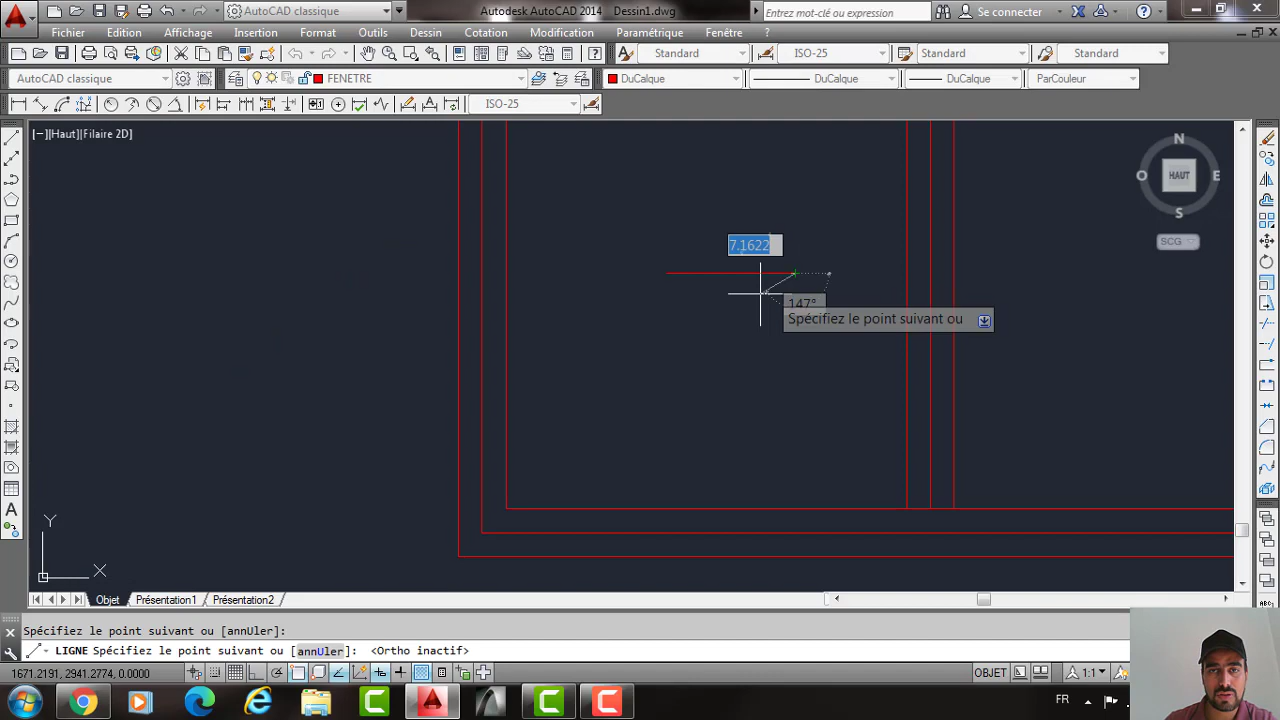 AutoCAD classique
Autodesk AutoCAD 2014 Dessin1.dwg
Entrez mot-clé ou expression
Se connecter
Fichier Edition Affichage Insertion Format Outils Dessin Cotation Modification Paramétrique Fenêtre ?
Standard ISO-25 Standard Standard
AutoCAD classique FENETRE DuCalque DuCalque DuCalque ParCouleur
ISO-25
[−][Haut][Filaire 2D]
N
O HAUT E
S
SCG
7.1622
147°
Spécifiez le point suivant ou
Y
X
Objet Présentation1 Présentation2
Spécifiez le point suivant ou [annUler]:
LIGNE Spécifiez le point suivant ou [annUler]: <Ortho inactif>
1671.2191, 2941.2774, 0.0000
OBJET 1:1
FR